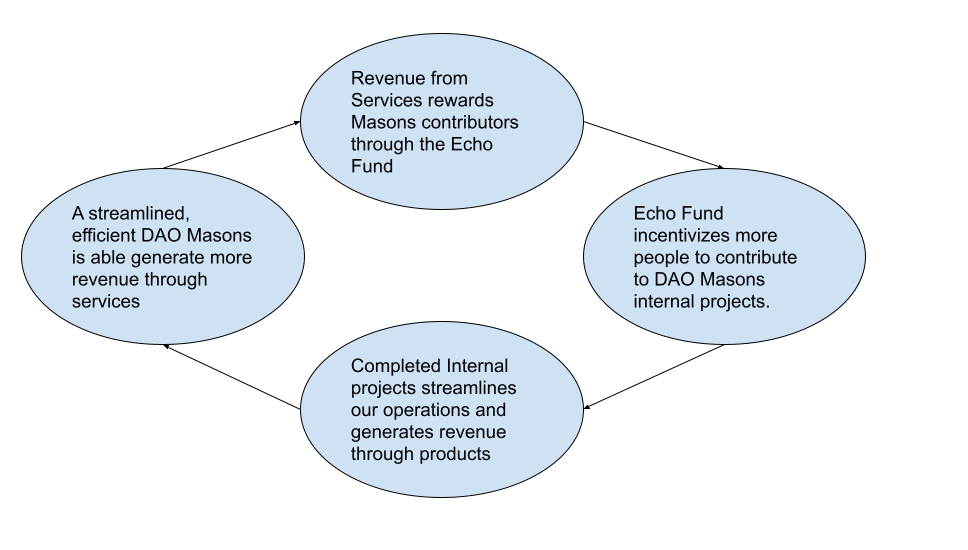 Revenue from
Services rewards
Masons contributors
through the Echo
Fund
A streamlined,
efficient DAO Masons
is able generate more
revenue through
services
Echo Fund
incentivizes more
people to contribute
to DAO Masons
internal projects.
Completed Internal
projects streamlines
our operations and
generates revenue
through products